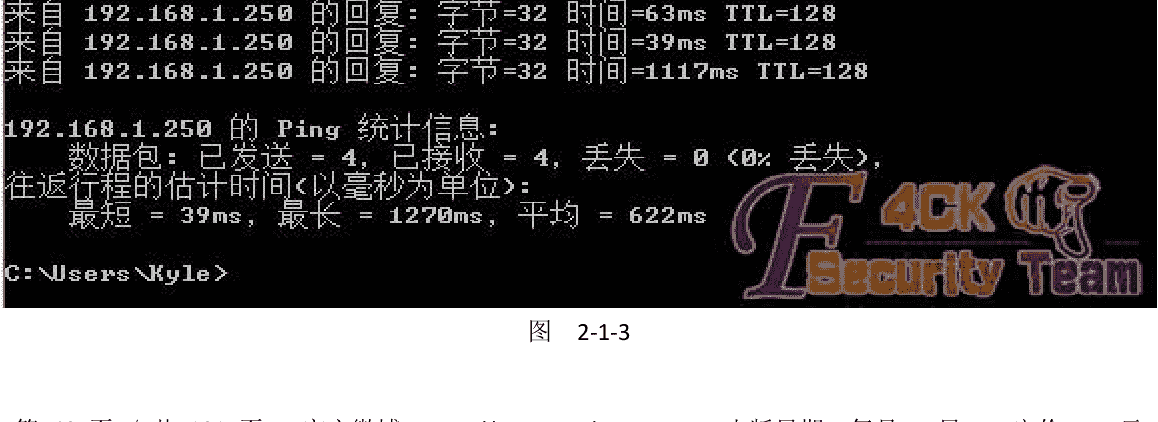 来自 192.168.1.250 的回复: 字节=32 时间=63ms TTL=128
来自 192.168.1.250 的回复: 字节=32 时间=39ms TTL=128
来自 192.168.1.250 的回复: 字节=32 时间=1117ms TTL=128
192.168.1.250 的 Ping 统计信息:
数据包: 已发送 = 4, 已接收 = 4, 丢失 = 0 (0% 丢失),
往返行程的估计时间(以毫秒为单位):
最短 = 39ms, 最长 = 1270ms, 平均 = 622ms
C:\Users\Kyle>
F4CK
Security Team
图 2-1-3